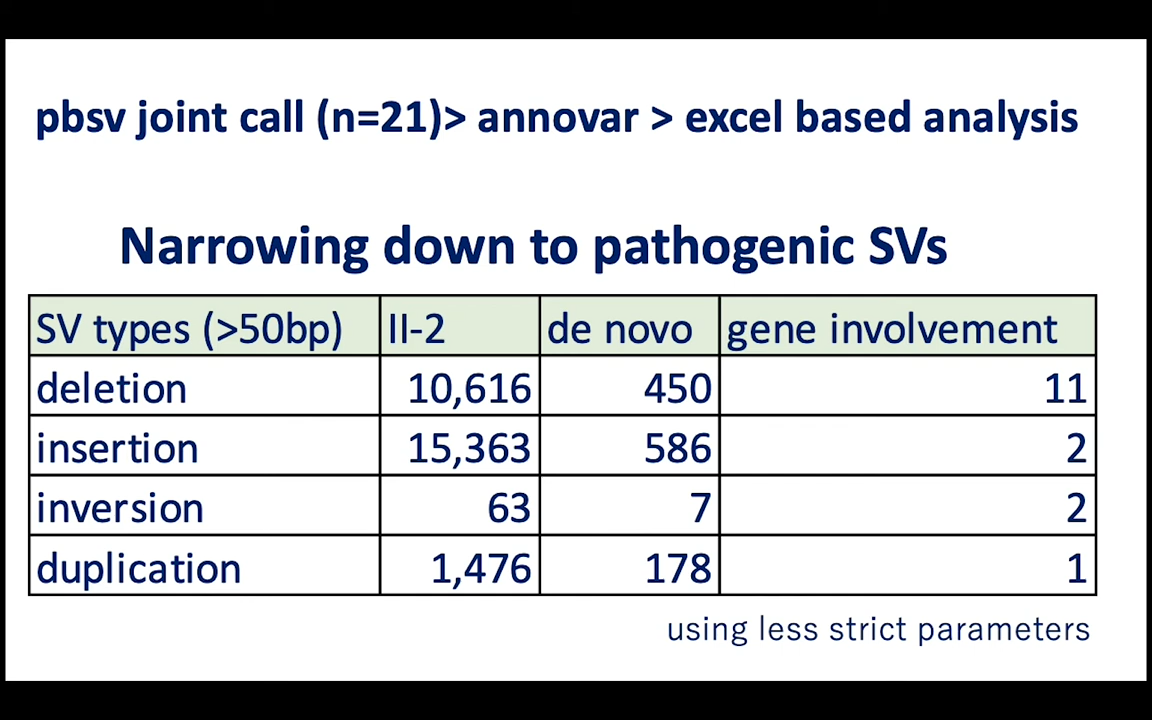 pbsv joint call (n=21)> annovar > excel based analysis
Narrowing down to pathogenic SVs
SV types (>50bp) II-2 de novo gene involvement
deletion 10,616 450 11
insertion 15,363 586 2
inversion 63 7 2
duplication 1,476 178 1
using less strict parameters